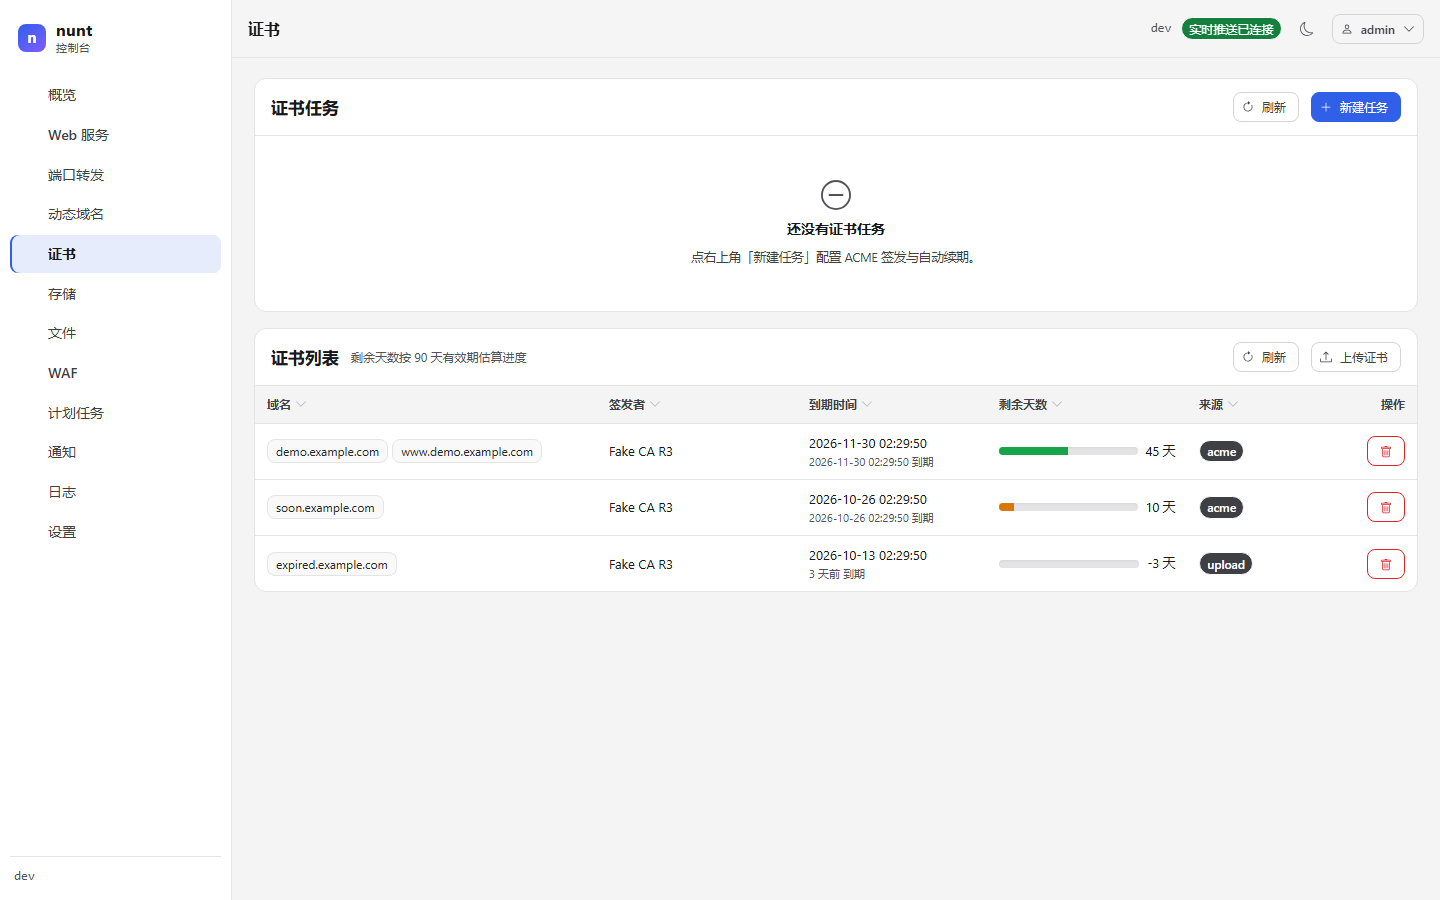 n
nunt
控制台
概览
Web 服务
端口转发
动态域名
证书
存储
文件
WAF
计划任务
通知
日志
设置
dev
证书
dev
实时推送已连接
admin
证书任务
刷新
新建任务
还没有证书任务
点右上角「新建任务」配置 ACME 签发与自动续期。
证书列表 剩余天数按 90 天有效期估算进度
刷新
上传证书
域名 签发者 到期时间 剩余天数 来源 操作
demo.example.com www.demo.example.com Fake CA R3 2026-11-30 02:29:50 45 天 acme
2026-11-30 02:29:50 到期
soon.example.com Fake CA R3 2026-10-26 02:29:50 10 天 acme
2026-10-26 02:29:50 到期
expired.example.com Fake CA R3 2026-10-13 02:29:50 -3 天 upload
3 天前 到期